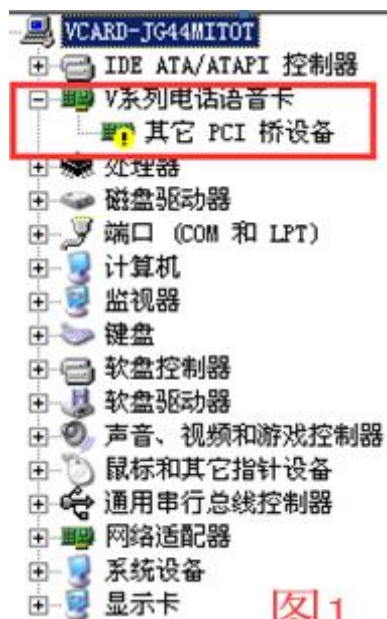 VCARD-JG44MITOT
IDE ATA/ATAPI 控制器
V系列电话语音卡
其它 PCI 桥设备
处理器
磁盘驱动器
端口 (COM 和 LPT)
计算机
监视器
键盘
软盘控制器
软盘驱动器
声音、视频和游戏控制器
鼠标和其它指针设备
通用串行总线控制器
网络适配器
系统设备
显示卡
图1